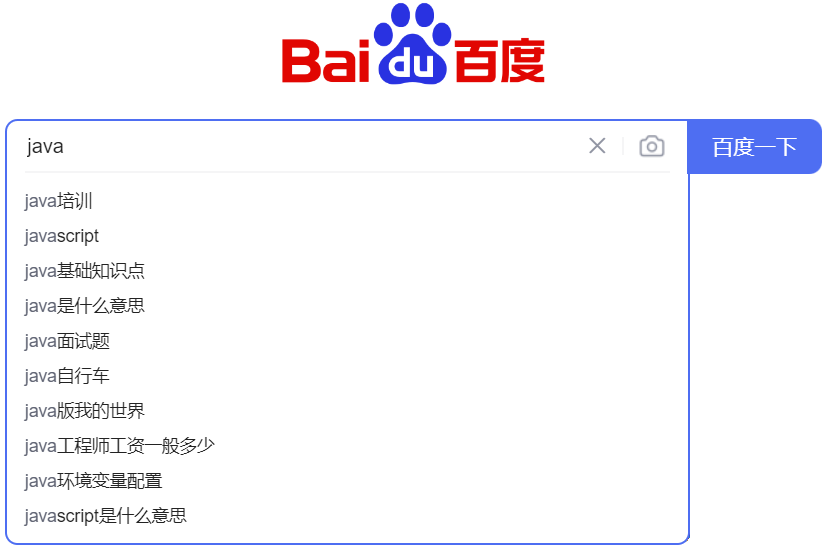 Bai du 百度
java
百度一下
java培训
javascript
java基础知识点
java是什么意思
java面试题
java自行车
java版我的世界
java工程师工资一般多少
java环境变量配置
javascript是什么意思